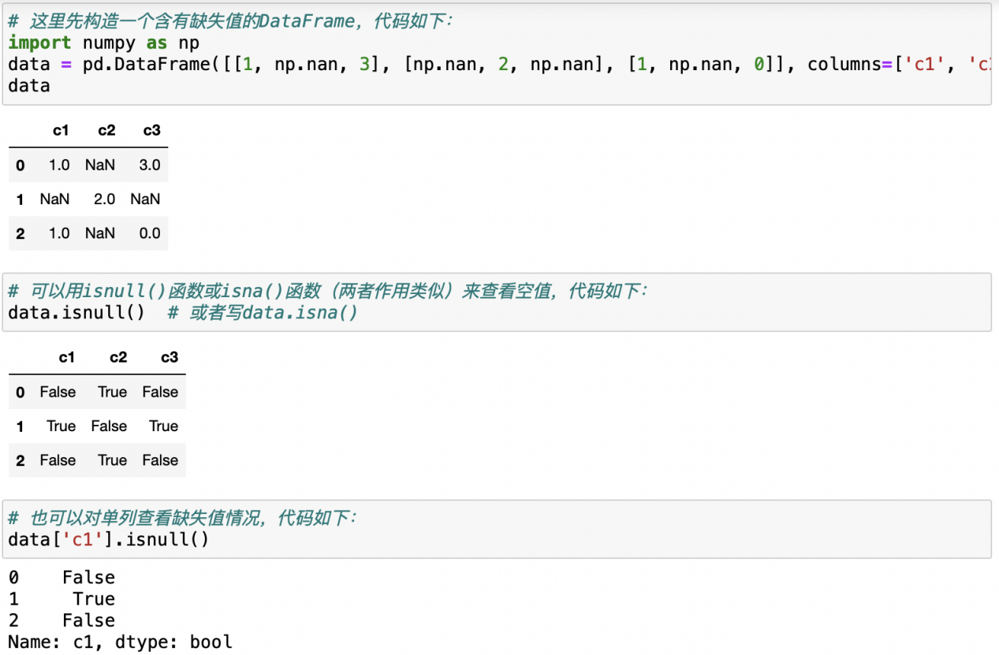 # 这里先构造一个含有缺失值的DataFrame，代码如下：
import numpy as np
data = pd.DataFrame([[1, np.nan, 3], [np.nan, 2, np.nan], [1, np.nan, 0]], columns=['c1', 'c
data
c1 c2 c3
0 1.0 NaN 3.0
1 NaN 2.0 NaN
2 1.0 NaN 0.0
# 可以用isnull()函数或isna()函数（两者作用类似）来查看空值，代码如下：
data.isnull()  # 或者写data.isna()
c1 c2 c3
0 False True False
1 True False True
2 False True False
# 也可以对单列查看缺失值情况，代码如下：
data['c1'].isnull()
0    False
1     True
2    False
Name: c1, dtype: bool